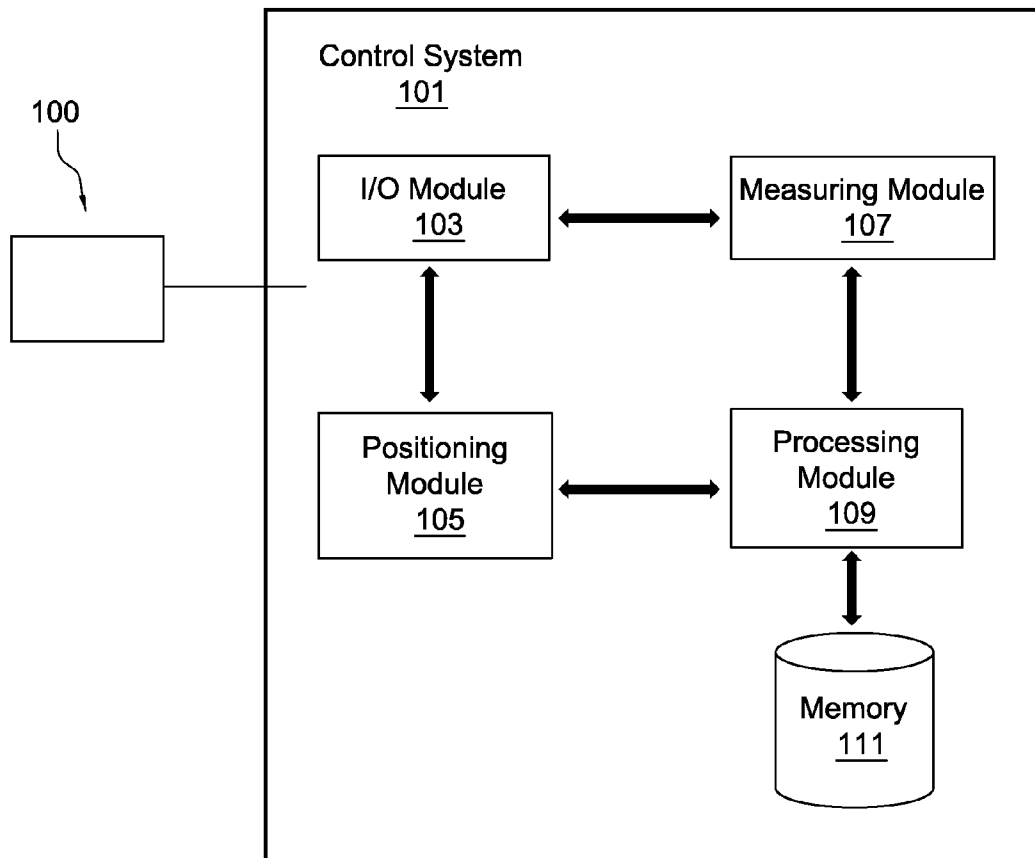 Control System
101
100
I/O Module
103
Measuring Module
107
Positioning
Module
105
Processing
Module
109
Memory
111